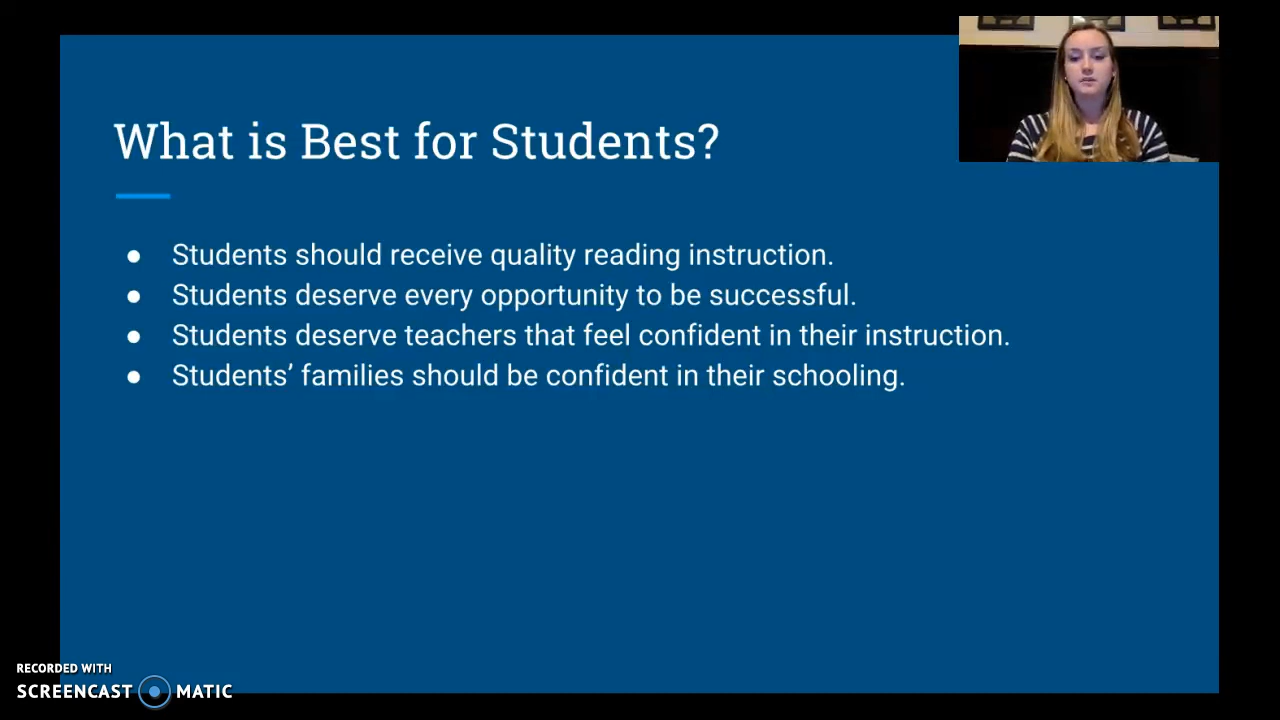 What is Best for Students?
● Students should receive quality reading instruction.
● Students deserve every opportunity to be successful.
● Students deserve teachers that feel confident in their instruction.
● Students’ families should be confident in their schooling.
RECORDED WITH
SCREENCAST MATIC